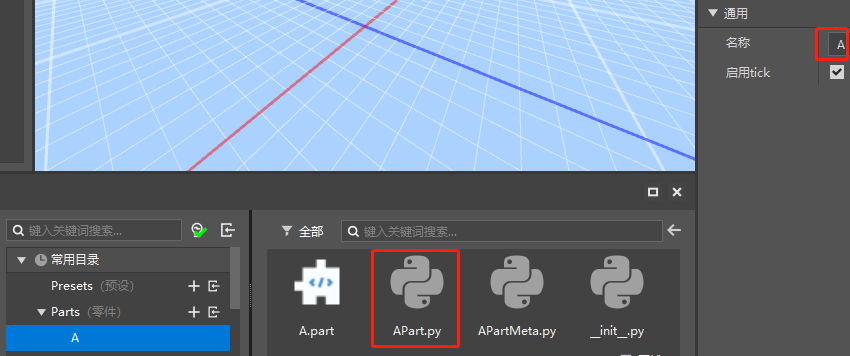 通用
名称
A
启用tick
键入关键词搜索...
全部
键入关键词搜索...
常用目录
Presets (预设)
Parts (零件)
A
A.part
APart.py
APartMeta.py
__init__.py